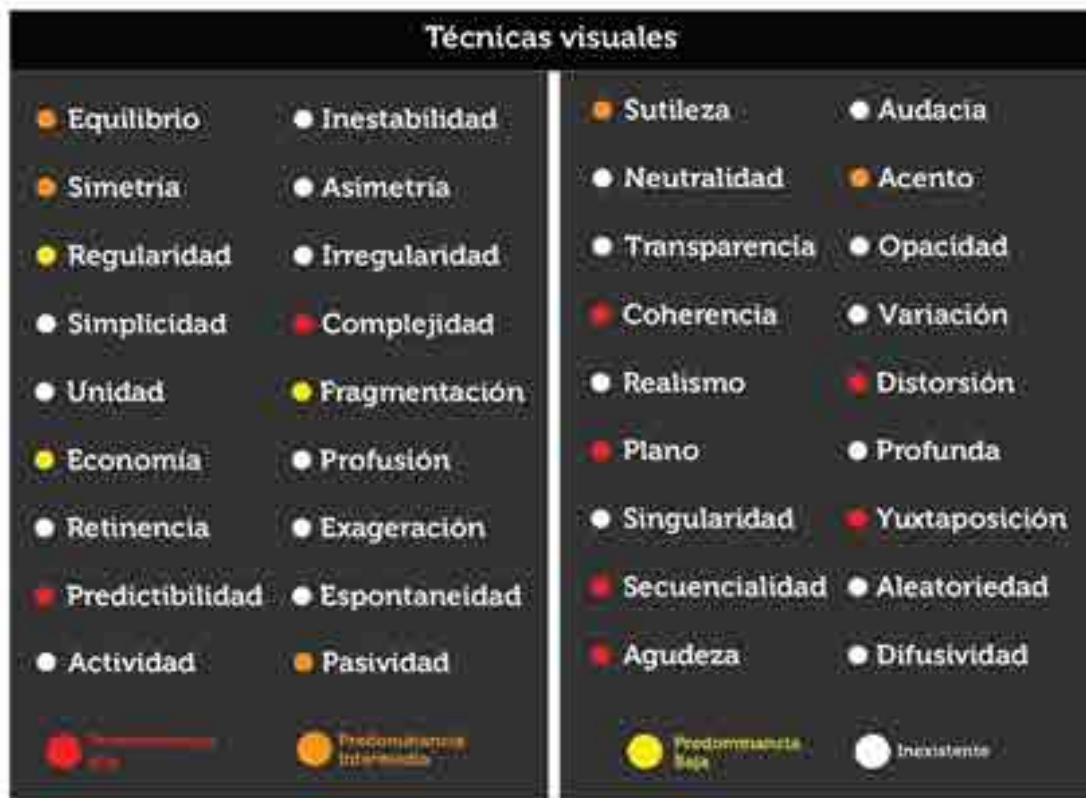 Técnicas visuales
Equilibrio
Inestabilidad
Simetría
Asimetría
Regularidad
Irregularidad
Simplicidad
Complejidad
Unidad
Fragmentación
Economía
Profusión
Retinencia
Exageración
Predictibilidad
Espontaneidad
Actividad
Pasividad
Sutileza
Audacia
Neutralidad
Acento
Transparencia
Opacidad
Coherencia
Variación
Realismo
Distorsión
Plano
Profunda
Singularidad
Yuxtaposición
Secuencialidad
Aleatoriedad
Agudeza
Difusividad
Predominancia
Intermedia
Predominancia
Baja
Inexistente